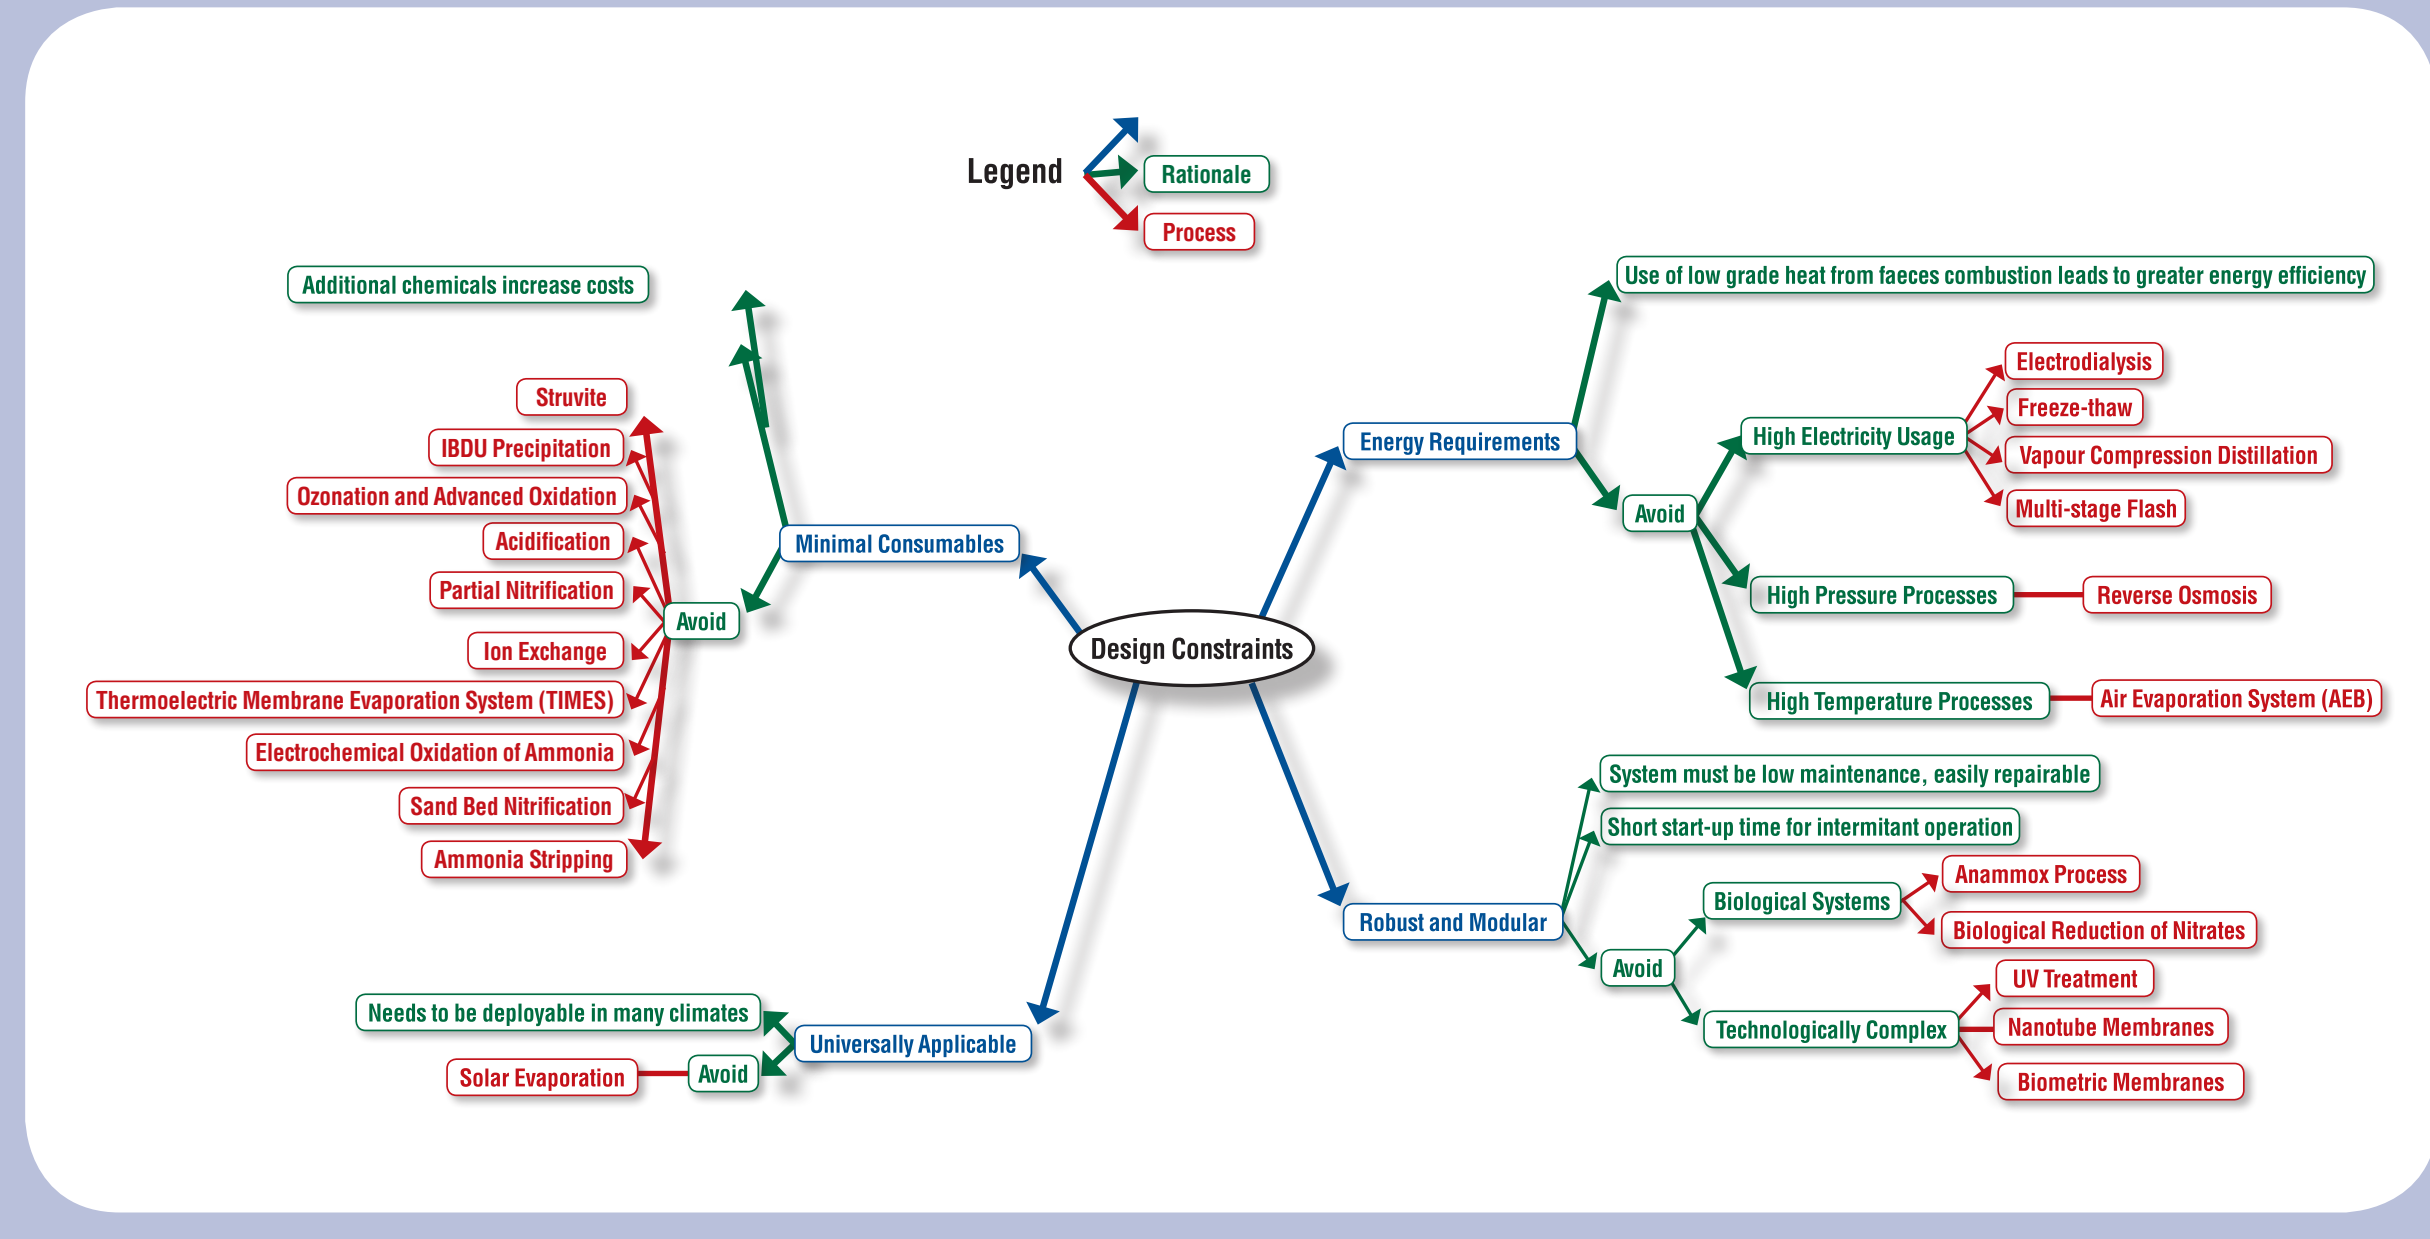 Legend
Rationale
Process
Additional chemicals increase costs
Struvite
IBDU Precipitation
Ozonation and Advanced Oxidation
Acidification
Partial Nitrification
Ion Exchange
Thermoelectric Membrane Evaporation System (TIMES)
Electrochemical Oxidation of Ammonia
Sand Bed Nitrification
Ammonia Stripping
Avoid
Minimal Consumables
Design Constraints
Energy Requirements
Use of low grade heat from faeces combustion leads to greater energy efficiency
Avoid
High Electricity Usage
Electrodialysis
Freeze-thaw
Vapour Compression Distillation
Multi-stage Flash
High Pressure Processes
Reverse Osmosis
High Temperature Processes
Air Evaporation System (AEB)
Robust and Modular
System must be low maintenance, easily repairable
Short start-up time for intermitant operation
Avoid
Biological Systems
Anammox Process
Biological Reduction of Nitrates
Technologically Complex
UV Treatment
Nanotube Membranes
Biometric Membranes
Universally Applicable
Needs to be deployable in many climates
Avoid
Solar Evaporation